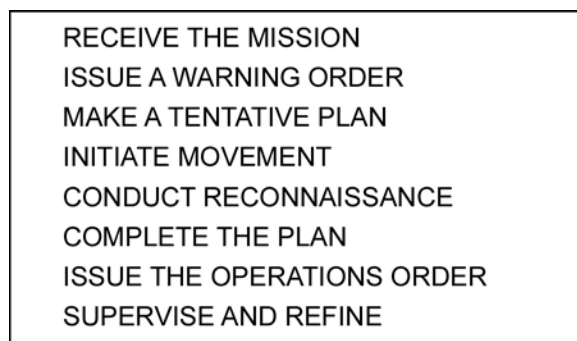 RECEIVE THE MISSION
ISSUE A WARNING ORDER
MAKE A TENTATIVE PLAN
INITIATE MOVEMENT
CONDUCT RECONNAISSANCE
COMPLETE THE PLAN
ISSUE THE OPERATIONS ORDER
SUPERVISE AND REFINE